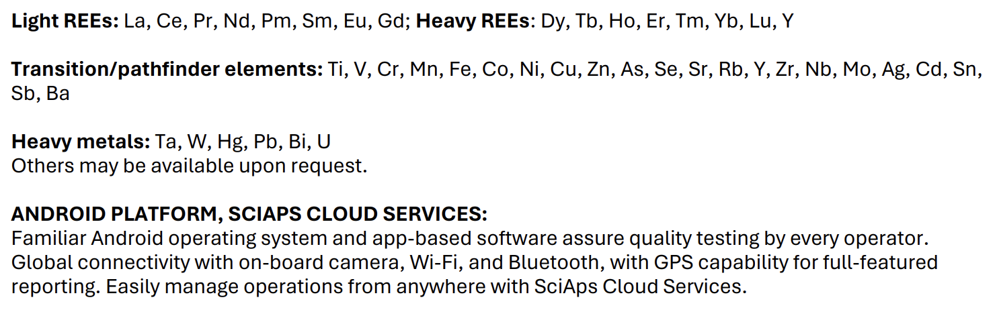 Light REEs: La, Ce, Pr, Nd, Pm, Sm, Eu, Gd; Heavy REEs: Dy, Tb, Ho, Er, Tm, Yb, Lu, Y
Transition/pathfinder elements: Ti, V, Cr, Mn, Fe, Co, Ni, Cu, Zn, As, Se, Sr, Rb, Y, Zr, Nb, Mo, Ag, Cd, Sn,
Sb, Ba
Heavy metals: Ta, W, Hg, Pb, Bi, U
Others may be available upon request.
ANDROID PLATFORM, SCIAPS CLOUD SERVICES:
Familiar Android operating system and app-based software assure quality testing by every operator.
Global connectivity with on-board camera, Wi-Fi, and Bluetooth, with GPS capability for full-featured
reporting. Easily manage operations from anywhere with SciAps Cloud Services.